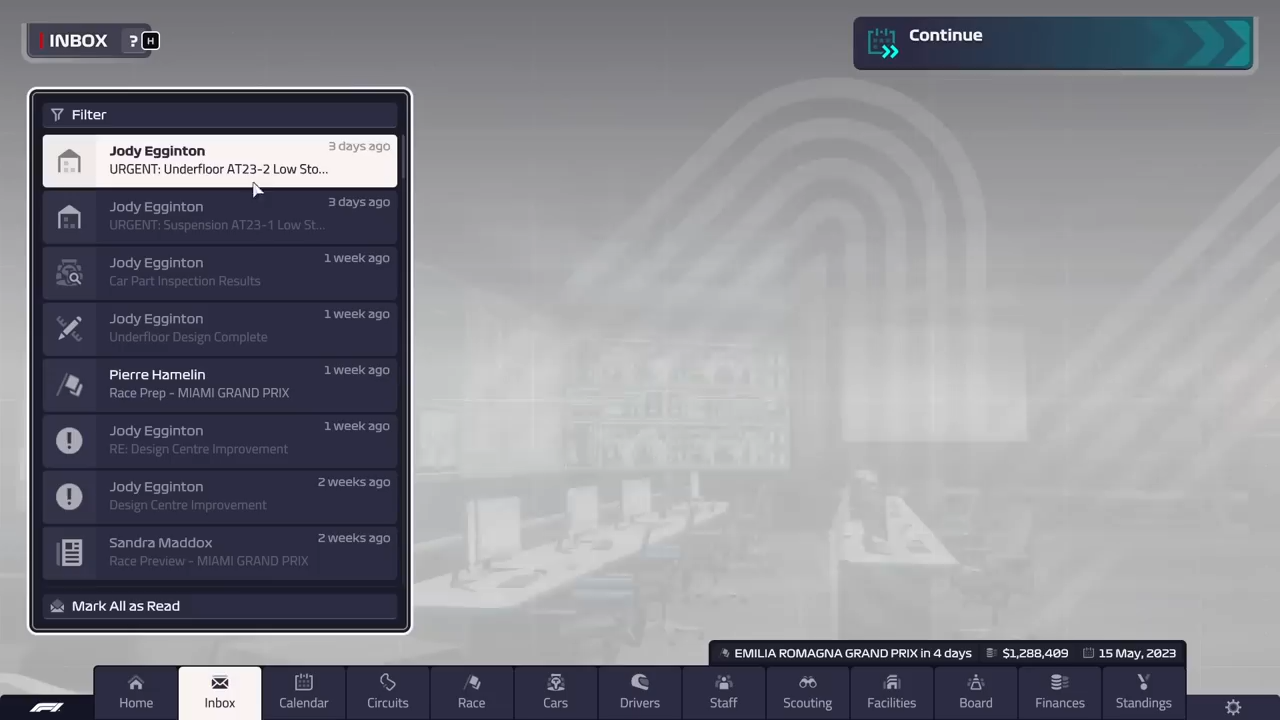 INBOX
? H
Continue
Filter
Jody Egginton
3 days ago
URGENT: Underfloor AT23-2 Low Sto...
Jody Egginton
3 days ago
URGENT: Suspension AT23-1 Low St...
Jody Egginton
1 week ago
Car Part Inspection Results
Jody Egginton
1 week ago
Underfloor Design Complete
Pierre Hamelin
1 week ago
Race Prep - MIAMI GRAND PRIX
Jody Egginton
1 week ago
RE: Design Centre Improvement
Jody Egginton
2 weeks ago
Design Centre Improvement
Sandra Maddox
2 weeks ago
Race Preview - MIAMI GRAND PRIX
Mark All as Read
EMILIA ROMAGNA GRAND PRIX in 4 days $1,288,409 15 May, 2023
Home Inbox Calendar Circuits Race Cars Drivers Staff Scouting Facilities Board Finances Standings